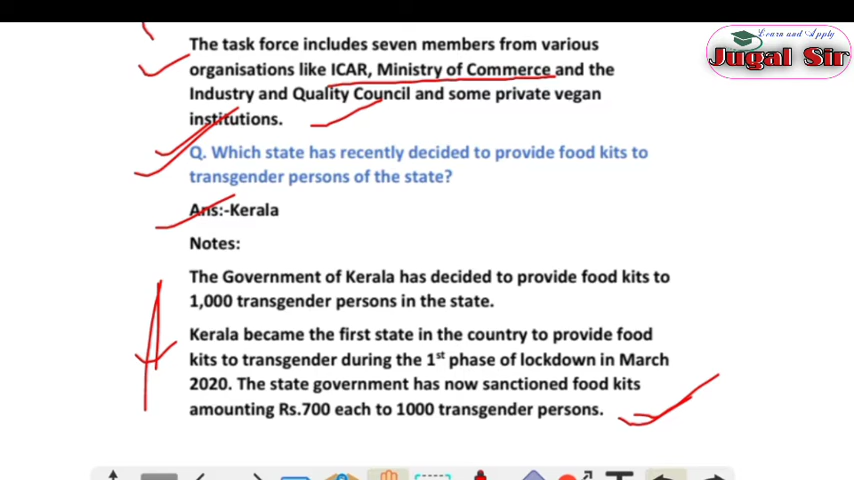 Learn and Apply
Jugal Sir
The task force includes seven members from various
organisations like ICAR, Ministry of Commerce and the
Industry and Quality Council and some private vegan
institutions.
Q. Which state has recently decided to provide food kits to
transgender persons of the state?
Ans:-Kerala
Notes:
The Government of Kerala has decided to provide food kits to
1,000 transgender persons in the state.
Kerala became the first state in the country to provide food
kits to transgender during the 1st phase of lockdown in March
2020. The state government has now sanctioned food kits
amounting Rs.700 each to 1000 transgender persons.